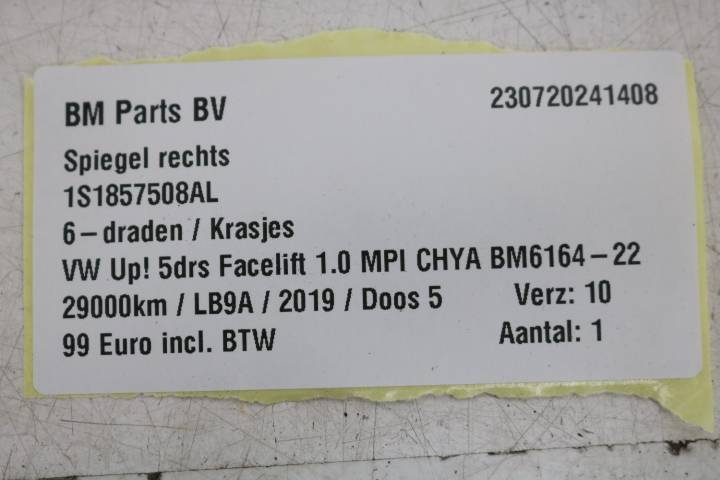 BM Parts BV 230720241408
Spiegel rechts
1S1857508AL
6-draden / Krasjes
VW Up! 5drs Facelift 1.0 MPI CHYA BM6164-22
29000km / LB9A / 2019 / Doos 5 Verz: 10
99 Euro incl. BTW Aantal: 1